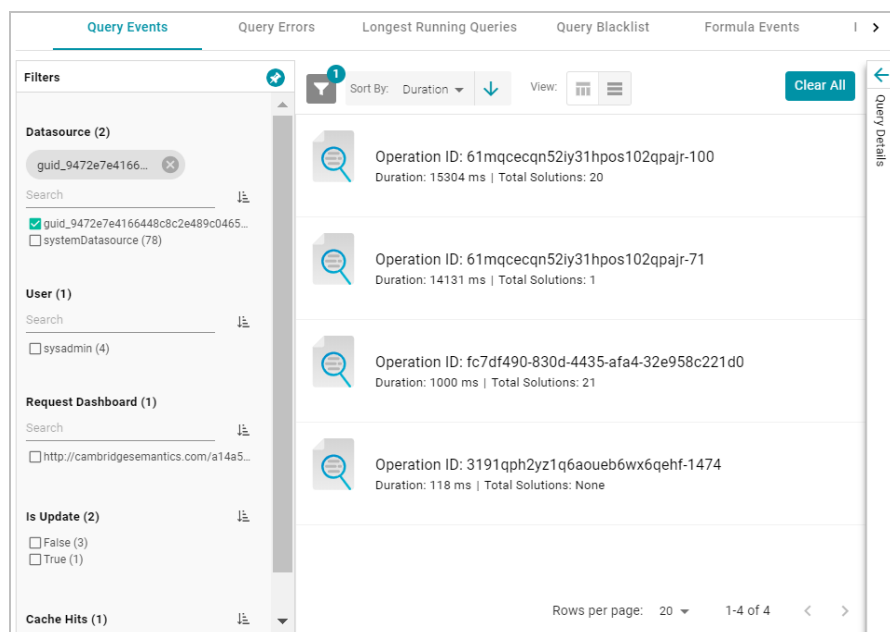 Query Events Query Errors Longest Running Queries Query Blacklist Formula Events
Filters
Datasource (2)
guid_9472e7e4166...
Search
guid_9472e7e4166448c8c2e489c0465...
systemDatasource (78)
User (1)
Search
sysadmin (4)
Request Dashboard (1)
Search
http://cambridgesemantics.com/a14a5...
Is Update (2)
False (3)
True (1)
Cache Hits (1)
1
Sort By: Duration
View:
Clear All
Operation ID: 61mqcecqn52iy31hpos102qpajr-100
Duration: 15304 ms | Total Solutions: 20
Operation ID: 61mqcecqn52iy31hpos102qpajr-71
Duration: 14131 ms | Total Solutions: 1
Operation ID: fc7df490-830d-4435-afa4-32e958c221d0
Duration: 1000 ms | Total Solutions: 21
Operation ID: 3191qph2yz1q6aoueb6wx6qehf-1474
Duration: 118 ms | Total Solutions: None
Rows per page: 20 1-4 of 4
Query Details